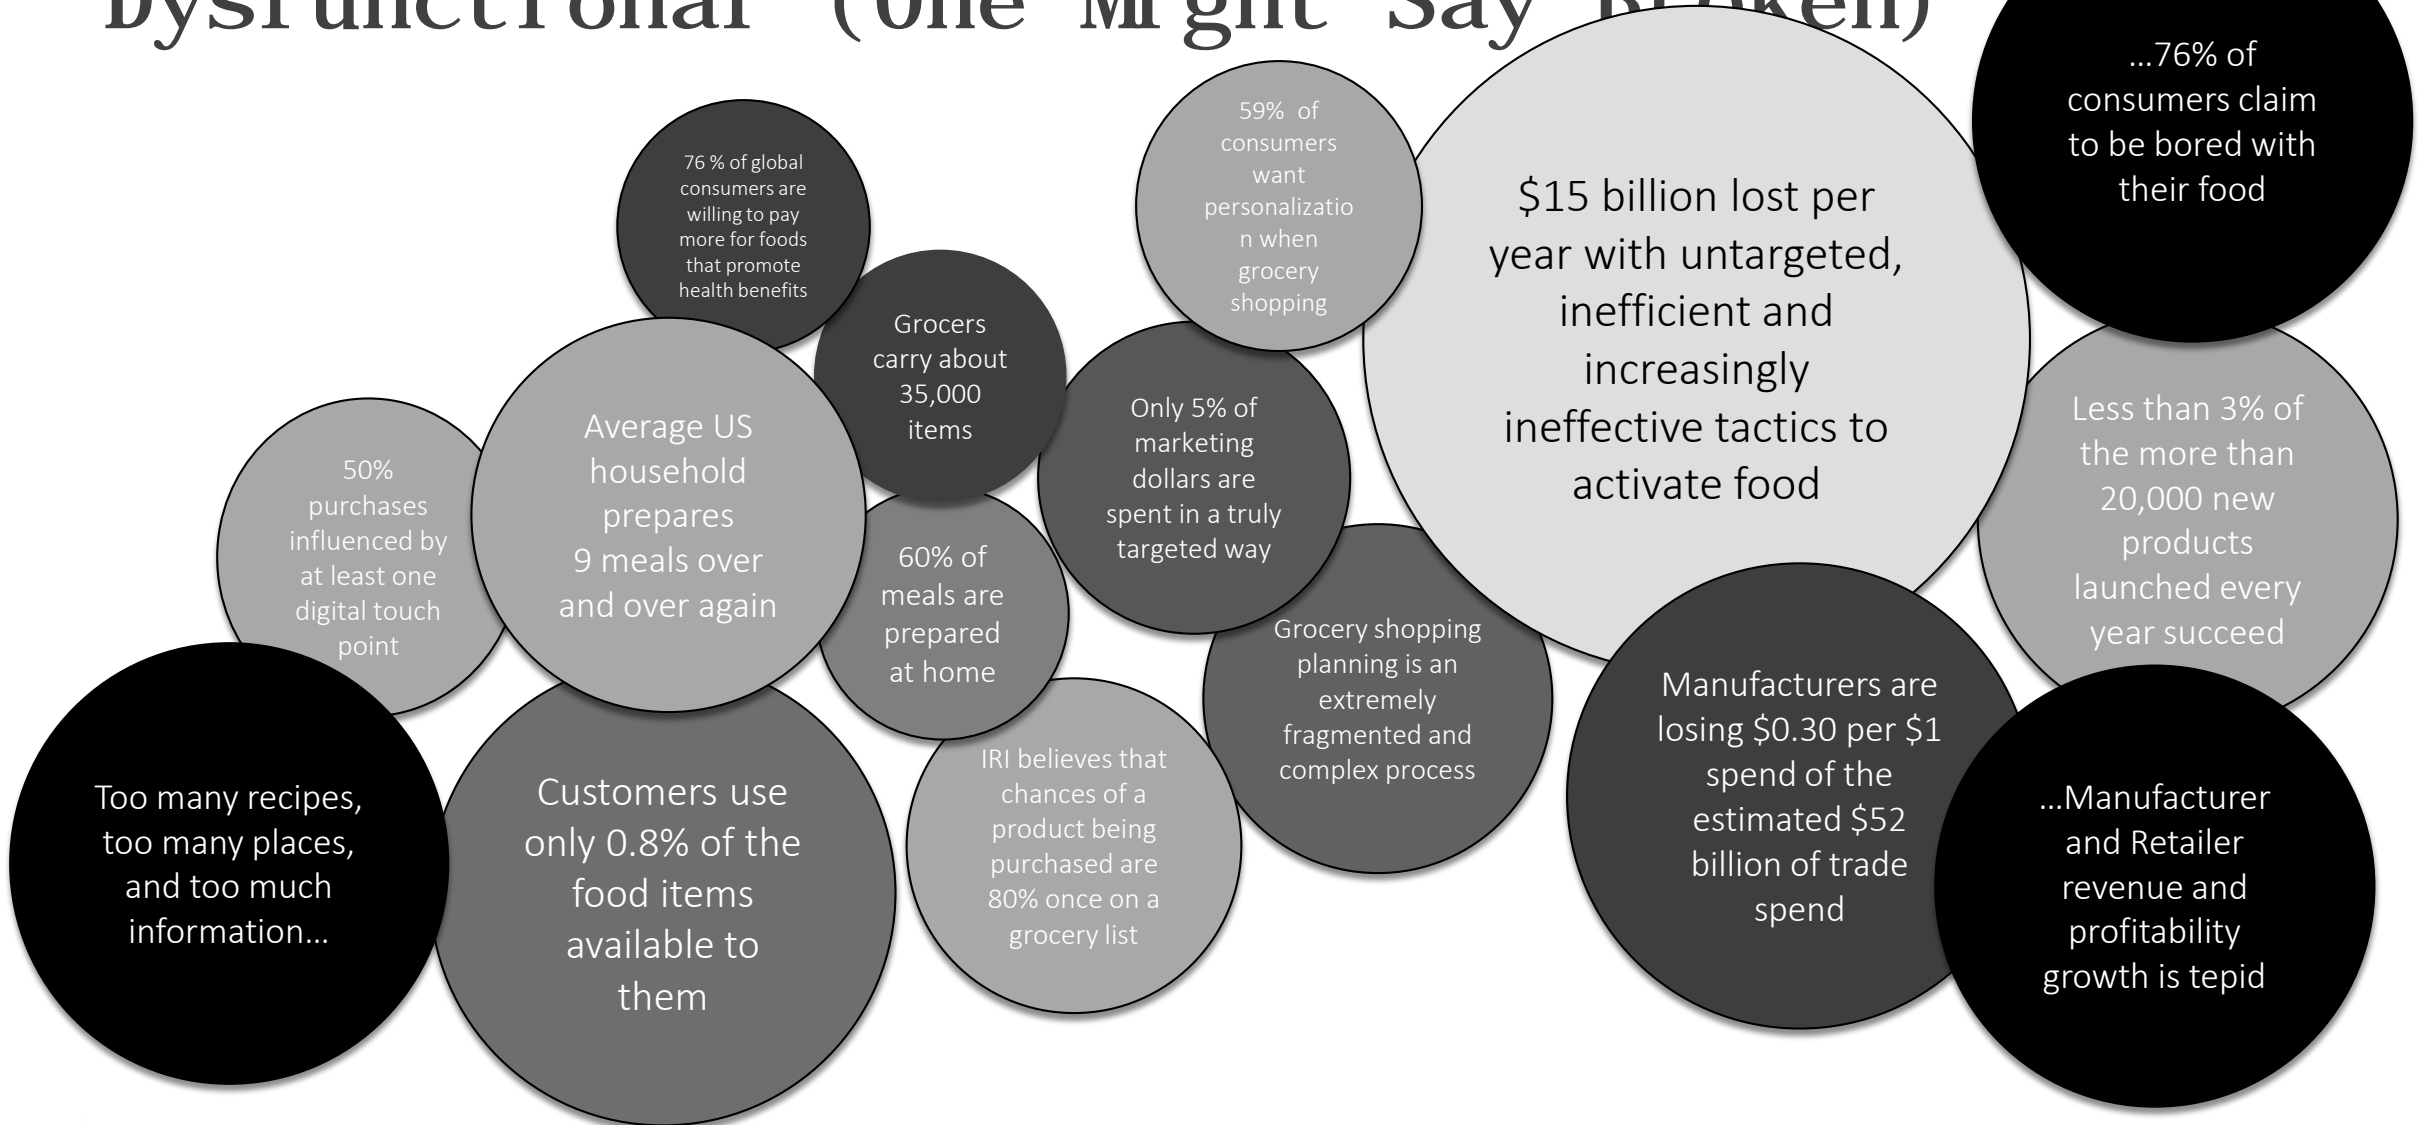 Dysfunctional (One Might Say Broken)
…76% of
consumers claim
to be bored with
their food
59% of
consumers
want
personalizatio
n when
grocery
shopping
76 % of global
consumers are
willing to pay
more for foods
that promote
health benefits
$15 billion lost per
year with untargeted,
inefficient and
increasingly
ineffective tactics to
activate food
Grocers
carry about
35,000
items
Only 5% of
marketing
dollars are
spent in a truly
targeted way
Less than 3% of
the more than
20,000 new
products
launched every
year succeed
Average US
household
prepares
9 meals over
and over again
50%
purchases
influenced by
at least one
digital touch
point
60% of
meals are
prepared
at home
Grocery shopping
planning is an
extremely
fragmented and
complex process
Manufacturers are
losing $0.30 per $1
spend of the
estimated $52
billion of trade
spend
IRI believes that
chances of a
product being
purchased are
80% once on a
grocery list
Customers use
only 0.8% of the
food items
available to
them
Too many recipes,
too many places,
and too much
information…
…Manufacturer
and Retailer
revenue and
profitability
growth is tepid